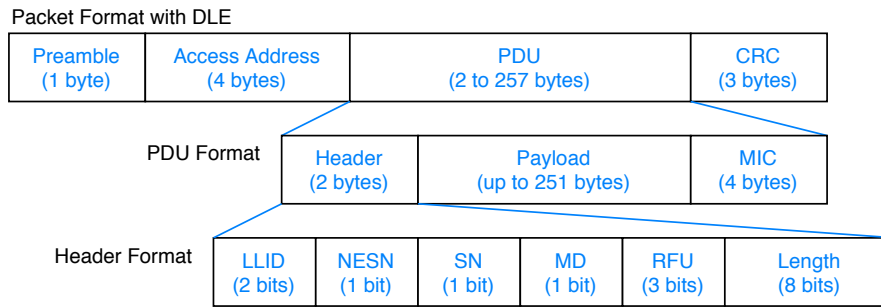 Packet Format with DLE
Preamble
(1 byte)
Access Address
(4 bytes)
PDU
(2 to 257 bytes)
CRC
(3 bytes)
PDU Format
Header
(2 bytes)
Payload
(up to 251 bytes)
MIC
(4 bytes)
Header Format
LLID
(2 bits)
NESN
(1 bit)
SN
(1 bit)
MD
(1 bit)
RFU
(3 bits)
Length
(8 bits)